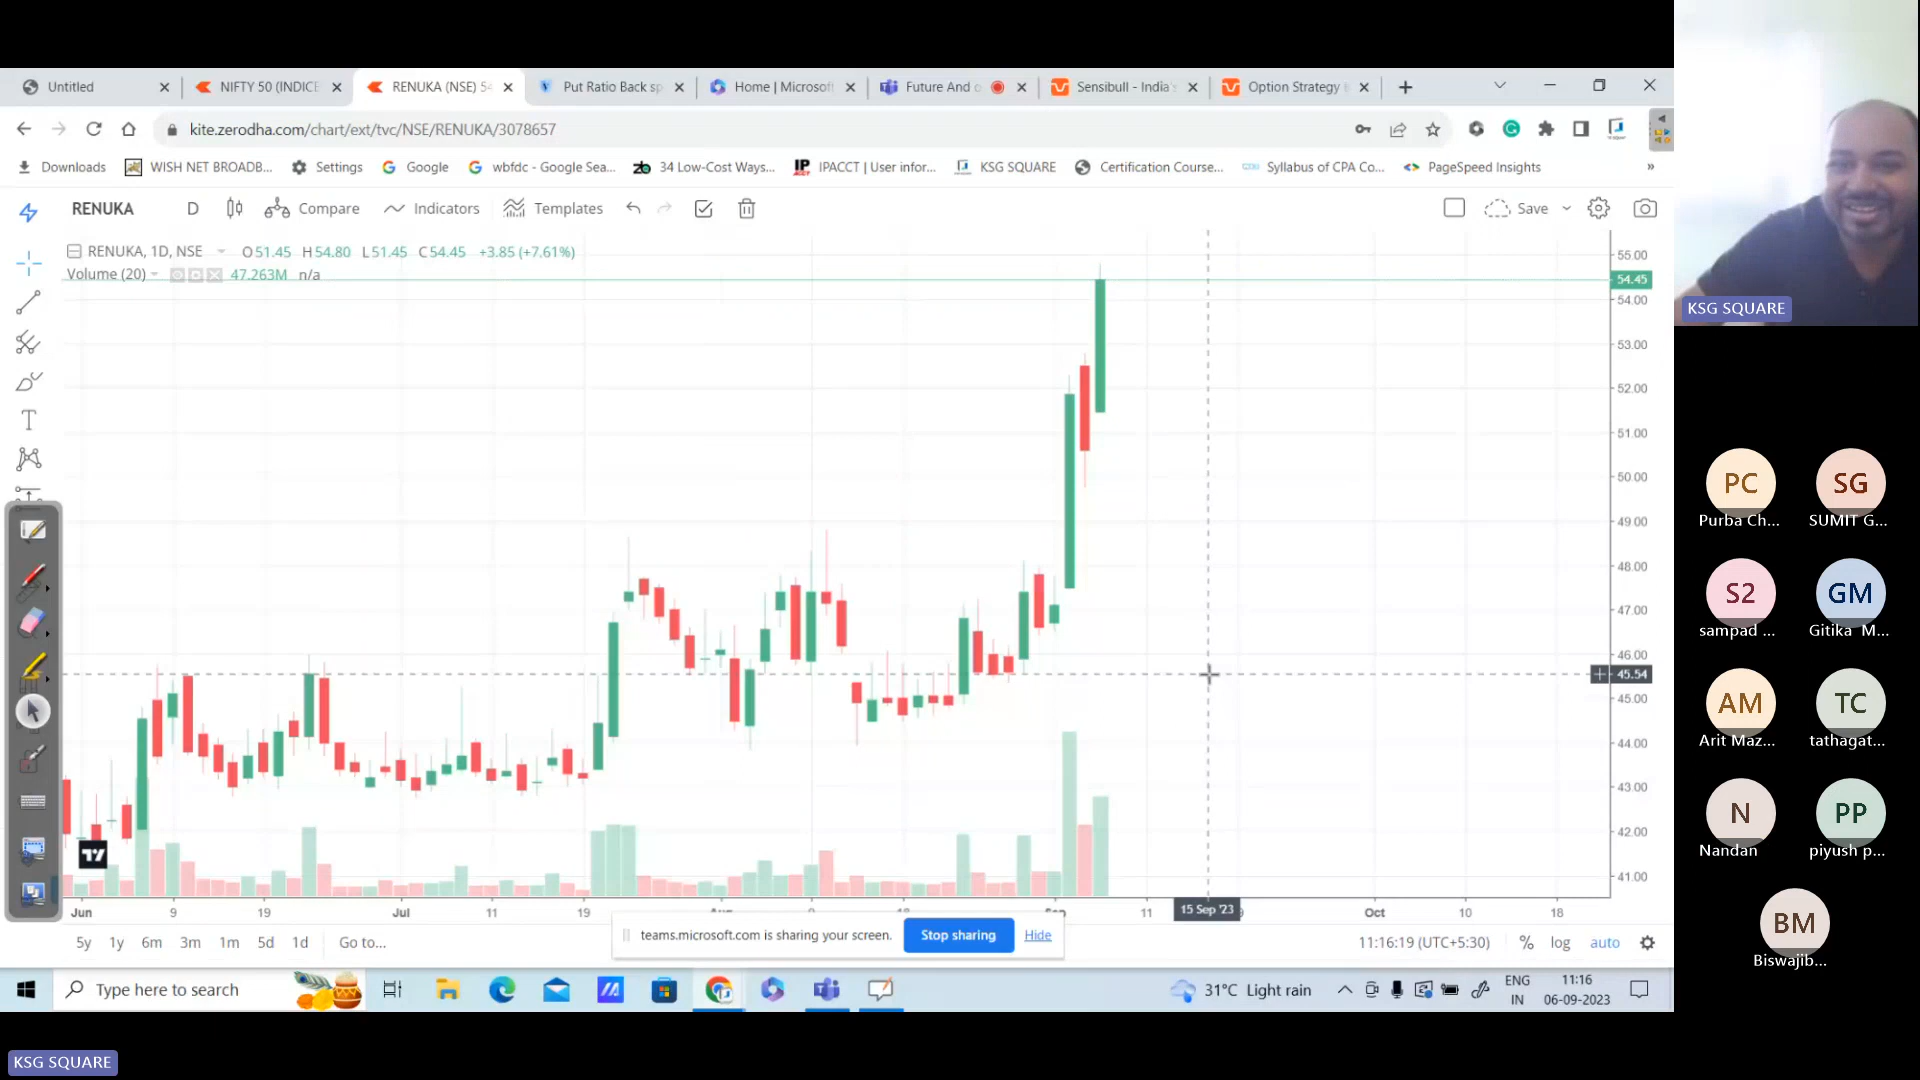 Untitled
NIFTY 50 (INDICE
RENUKA (NSE) 54
Put Ratio Back sp
Home | Microsoft
Future And o
Sensibull - India's
Option Strategy
kite.zerodha.com/chart/ext/tvc/NSE/RENUKA/3078657
Downloads
WISH NET BROADB...
Settings
Google
wbfdc - Google Sea...
34 Low-Cost Ways...
IPACCT | User infor...
KSG SQUARE
Certification Course...
Syllabus of CPA Co...
PageSpeed Insights
»
RENUKA
D
Compare
Indicators
Templates
Save
RENUKA, 1D, NSE
O51.45 H54.80 L51.45 C54.45 +3.85 (+7.61%)
Volume (20)
47.263M n/a
55.00
54.45
54.00
53.00
52.00
51.00
50.00
49.00
48.00
47.00
46.00
45.54
45.00
44.00
43.00
42.00
41.00
Jun
9
19
Jul
11
19
11
15 Sep '23
Oct
10
18
5y
1y
6m
3m
1m
5d
1d
Go to...
teams.microsoft.com is sharing your screen.
Stop sharing
Hide
11:16:19 (UTC+5:30)
%
log
auto
Type here to search
31°C Light rain
ENG
IN
11:16
06-09-2023
KSG SQUARE
PC
Purba Ch...
SG
SUMIT G...
S2
sampad ...
GM
Gitika M...
AM
Arit Maz...
TC
tathagat...
N
Nandan
PP
piyush p...
BM
Biswajib...
KSG SQUARE